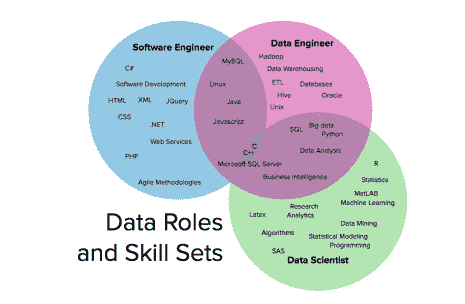 Software Engineer
C#
Software Development
HTML
XML
JQuery
CSS
.NET
Web Services
PHP
Agile Methodologies
MySQL
Linux
Java
Javascript
C
C++
Microsoft SQL Server
Data Engineer
Hadoop
Data Warehousing
ETL
Databases
Hive
Oracle
Unix
SQL
Big data
Python
Data Analysis
Business Intelligence
R
Statistics
MatLAB
Machine Learning
Research
Analytics
Latex
Data Mining
Algorithms
Statistical Modeling
Programming
SAS
Data Scientist
Data Roles
and Skill Sets